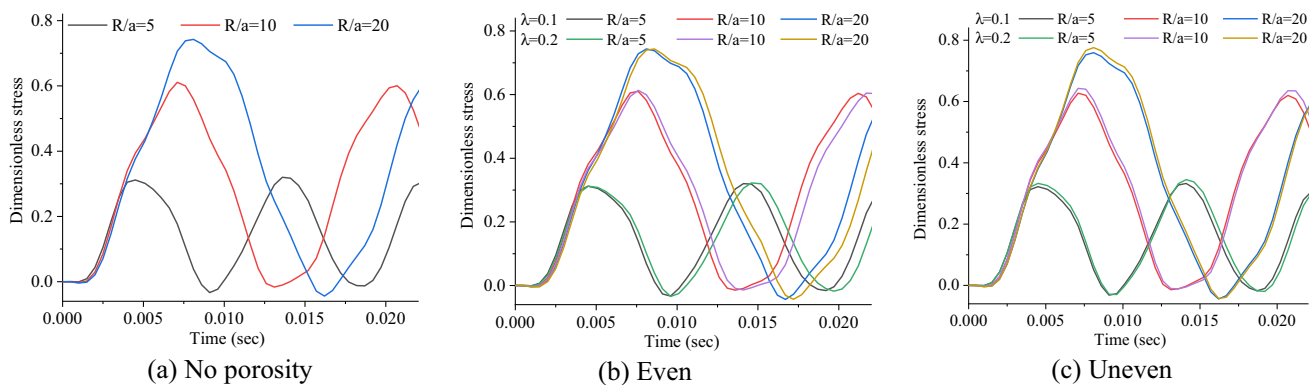 R/a=5 R/a=10 R/a=20
Dimensionless stress
0.8
0.6
0.4
0.2
0.0
0.000 0.005 0.010 0.015 0.020
Time (sec)
(a) No porosity
λ=0.1 R/a=5 R/a=10 R/a=20
λ=0.2 R/a=5 R/a=10 R/a=20
Dimensionless stress
0.8
0.6
0.4
0.2
0.0
0.000 0.005 0.010 0.015 0.020
Time (sec)
(b) Even
λ=0.1 R/a=5 R/a=10 R/a=20
λ=0.2 R/a=5 R/a=10 R/a=20
Dimensionless stress
0.8
0.6
0.4
0.2
0.0
0.000 0.005 0.010 0.015 0.020
Time (sec)
(c) Uneven